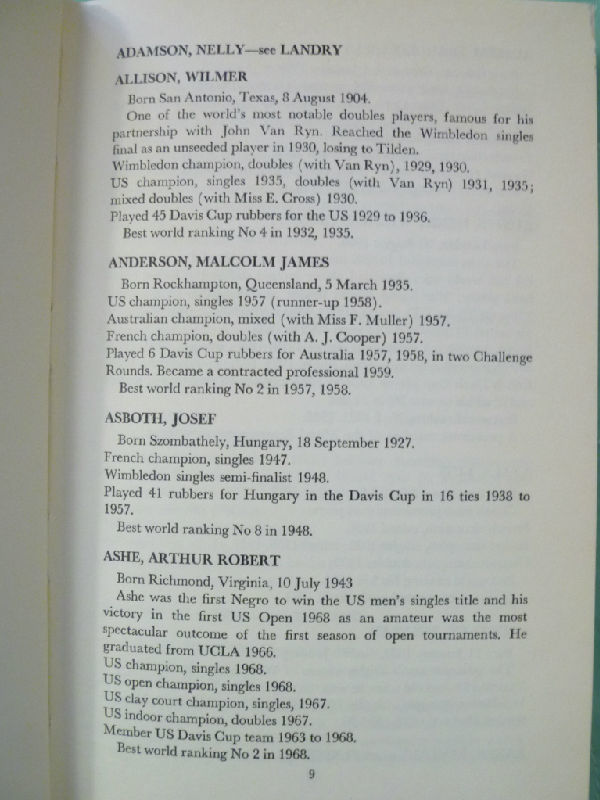 ADAMSON, NELLY—see LANDRY
ALLISON, WILMER
Born San Antonio, Texas, 8 August 1904.
One of the world's most notable doubles players, famous for his
partnership with John Van Ryn. Reached the Wimbledon singles
final as an unseeded player in 1930, losing to Tilden.
Wimbledon champion, doubles (with Van Ryn), 1929, 1930.
US champion, singles 1935, doubles (with Van Ryn) 1931, 1935;
mixed doubles (with Miss E. Cross) 1930.
Played 45 Davis Cup rubbers for the US 1929 to 1936.
Best world ranking No 4 in 1932, 1935.
ANDERSON, MALCOLM JAMES
Born Rockhampton, Queensland, 5 March 1935.
US champion, singles 1957 (runner-up 1958).
Australian champion, mixed (with Miss F. Muller) 1957.
French champion, doubles (with A. J. Cooper) 1957.
Played 6 Davis Cup rubbers for Australia 1957, 1958, in two Challenge
Rounds. Became a contracted professional 1959.
Best world ranking No 2 in 1957, 1958.
ASBOTH, JOSEF
Born Szombathely, Hungary, 18 September 1927.
French champion, singles 1947.
Wimbledon singles semi-finalist 1948.
Played 41 rubbers for Hungary in the Davis Cup in 16 ties 1938 to
1957.
Best world ranking No 8 in 1948.
ASHE, ARTHUR ROBERT
Born Richmond, Virginia, 10 July 1943
Ashe was the first Negro to win the US men's singles title and his
victory in the first US Open 1968 as an amateur was the most
spectacular outcome of the first season of open tournaments. He
graduated from UCLA 1966.
US champion, singles 1968.
US open champion, singles 1968.
US clay court champion, singles, 1967.
US indoor champion, doubles 1967.
Member US Davis Cup team 1963 to 1968.
Best world ranking No 2 in 1968.
9